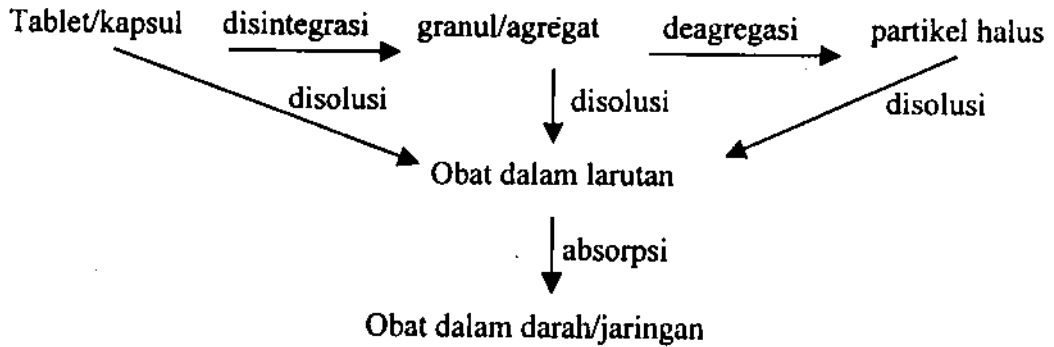 Tablet/kapsul disintegrasi granul/agregat deagregasi partikel halus
disolusi disolusi disolusi
Obat dalam larutan
absorpsi
Obat dalam darah/jaringan